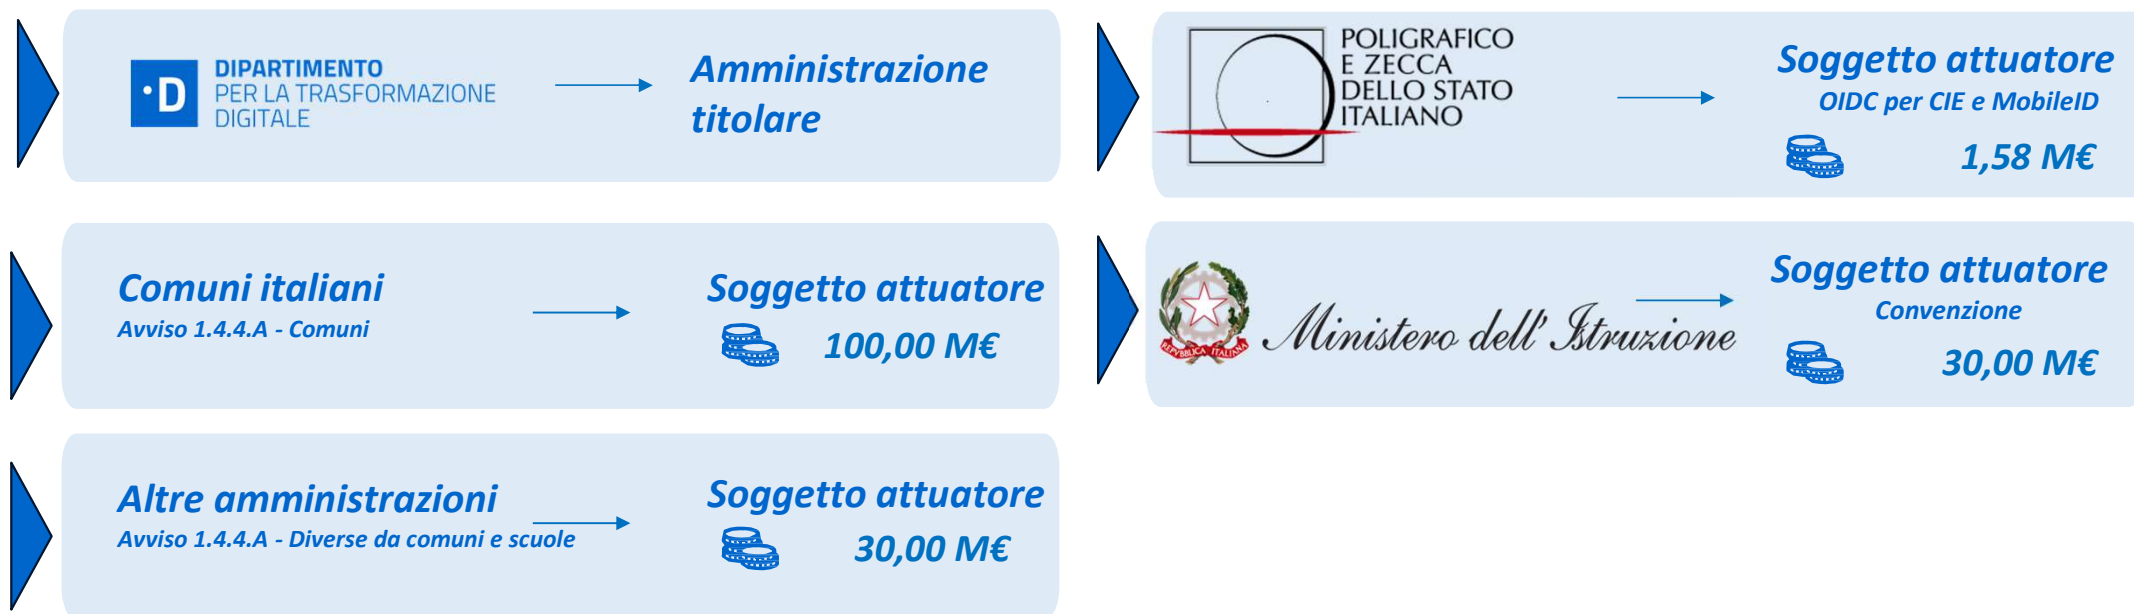 ·D
DIPARTIMENTO
PER LA TRASFORMAZIONE
DIGITALE
Amministrazione
titolare
POLIGRAFICO
E ZECCA
DELLO STATO
ITALIANO
Soggetto attuatore
OIDC per CIE e MobileID
1,58 M€
Comuni italiani
Avviso 1.4.4.A - Comuni
Soggetto attuatore
100,00 M€
REPVBBLICA ITALIANA
Ministero dell'Istruzione
Soggetto attuatore
Convenzione
30,00 M€
Altre amministrazioni
Avviso 1.4.4.A - Diverse da comuni e scuole
Soggetto attuatore
30,00 M€